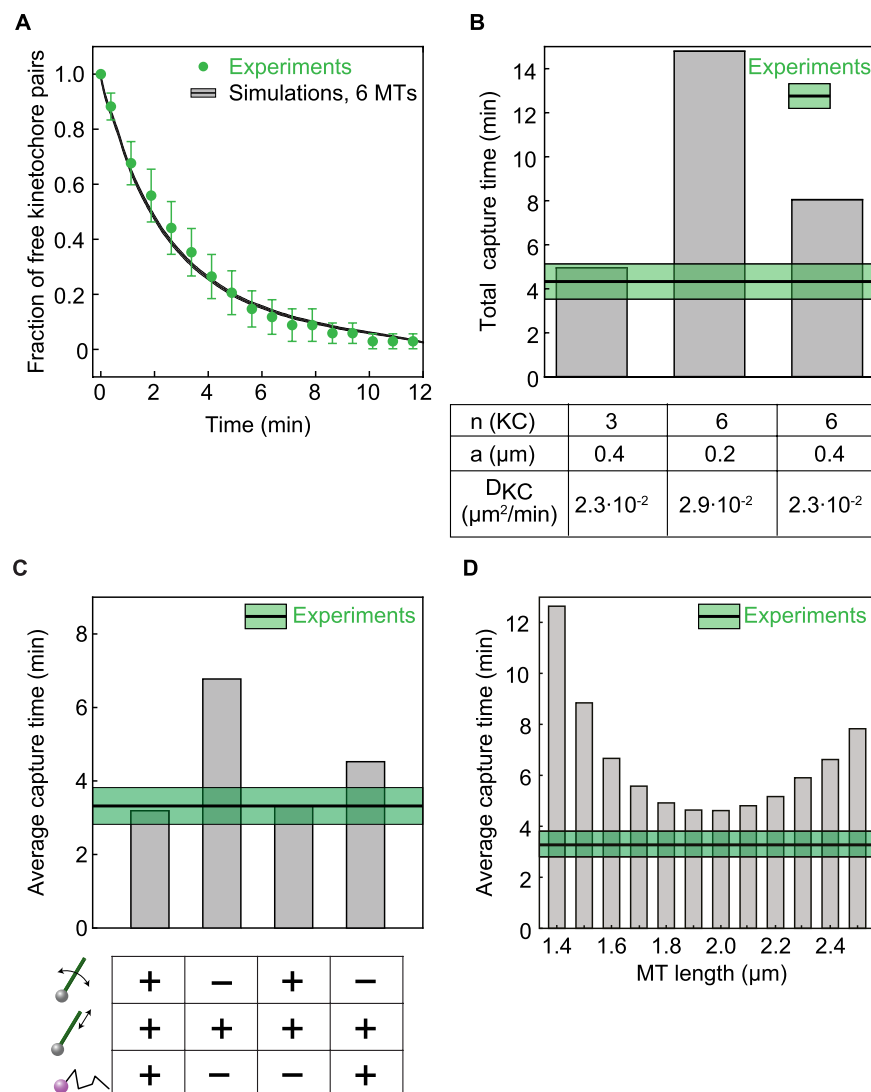 A
Experiments
Simulations, 6 MTs
Fraction of free kinetochore pairs
1.0
0.8
0.6
0.4
0.2
0
0 2 4 6 8 10 12
Time (min)
B
Experiments
Total capture time (min)
14
12
10
8
6
4
2
0
n (KC) 3 6 6
a (µm) 0.4 0.2 0.4
DKC
(µm²/min) 2.3·10⁻² 2.9·10⁻² 2.3·10⁻²
C
Experiments
Average capture time (min)
8
6
4
2
0
+ − + −
+ + + +
+ − − +
D
Experiments
Average capture time (min)
12
10
8
6
4
2
0
1.4 1.6 1.8 2.0 2.2 2.4
MT length (µm)